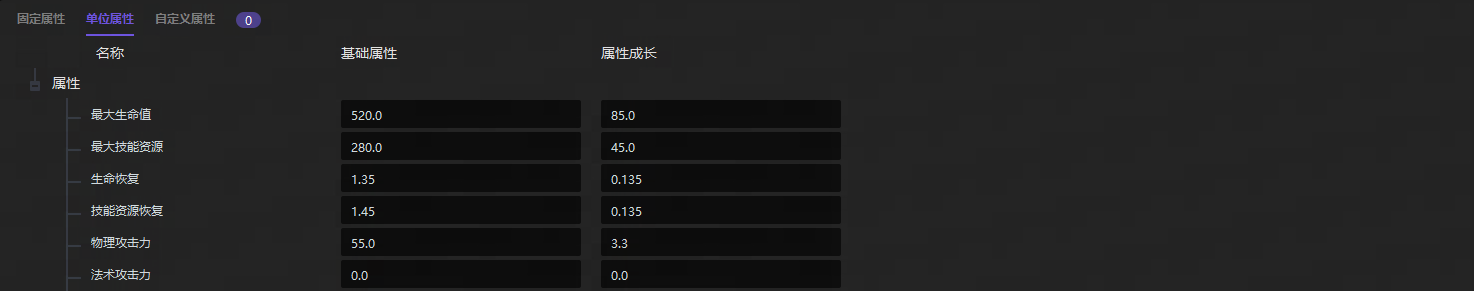 固定属性 单位属性 自定义属性 0
名称 基础属性 属性成长
属性
最大生命值 520.0 85.0
最大技能资源 280.0 45.0
生命恢复 1.35 0.135
技能资源恢复 1.45 0.135
物理攻击力 55.0 3.3
法术攻击力 0.0 0.0